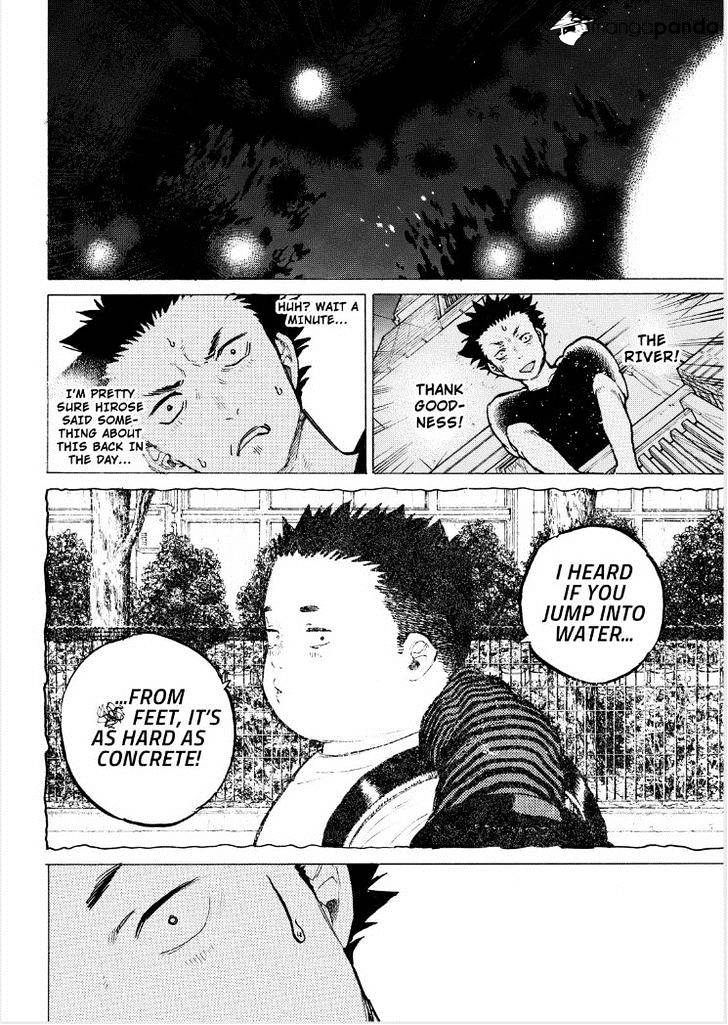 mangapanda
THE
RIVER!
THANK
GOOD-
NESS!
HUH? WAIT A
MINUTE...
I'M PRETTY
SURE HIROSE
SAID SOME-
THING ABOUT
THIS BACK IN
THE DAY...
I HEARD
IF YOU
JUMP INTO
WATER...
...FROM
FEET, IT'S
AS HARD AS
CONCRETE!